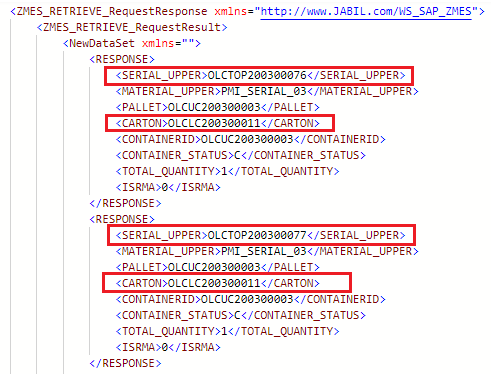 <ZMES_RETRIEVE_RequestResponse xmlns="http://www.JABIL.com/WS_SAP_ZMES">
<ZMES_RETRIEVE_RequestResult>
<NewDataSet xmlns="">
<RESPONSE>
<SERIAL_UPPER>OLCTOP200300076</SERIAL_UPPER>
<MATERIAL_UPPER>PMI_SERIAL_03</MATERIAL_UPPER>
<PALLET>OLCUC200300003</PALLET>
<CARTON>OLCLC200300011</CARTON>
<CONTAINERID>OLCUC200300003</CONTAINERID>
<CONTAINER_STATUS>C</CONTAINER_STATUS>
<TOTAL_QUANTITY>1</TOTAL_QUANTITY>
<ISRMA>0</ISRMA>
</RESPONSE>
<RESPONSE>
<SERIAL_UPPER>OLCTOP200300077</SERIAL_UPPER>
<MATERIAL_UPPER>PMI_SERIAL_03</MATERIAL_UPPER>
<PALLET>OLCUC200300003</PALLET>
<CARTON>OLCLC200300011</CARTON>
<CONTAINERID>OLCUC200300003</CONTAINERID>
<CONTAINER_STATUS>C</CONTAINER_STATUS>
<TOTAL_QUANTITY>1</TOTAL_QUANTITY>
<ISRMA>0</ISRMA>
</RESPONSE>